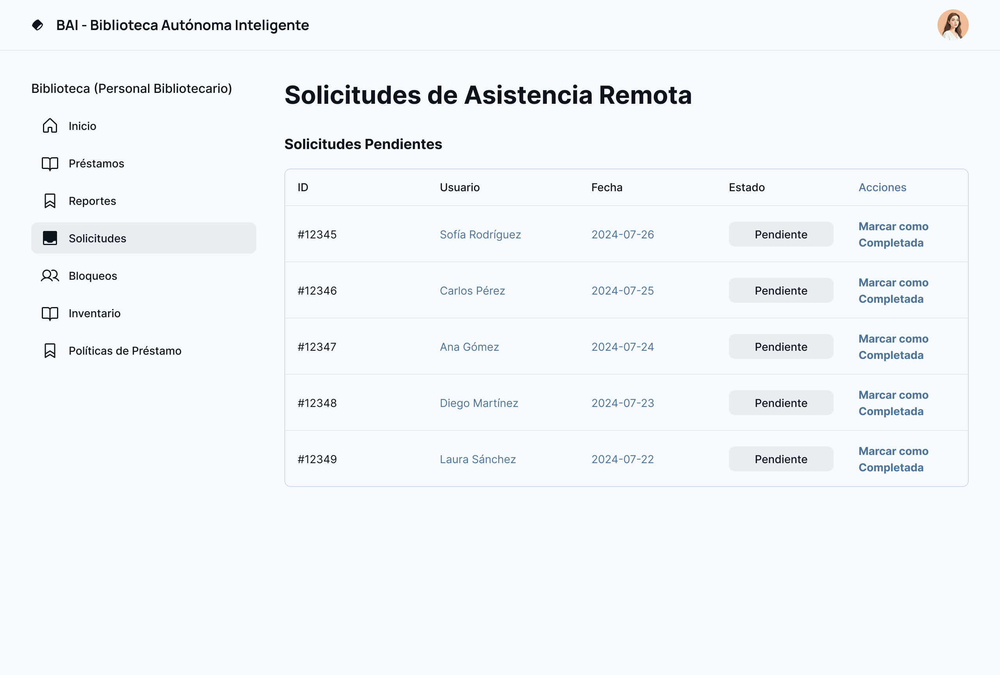 BAI - Biblioteca Autónoma Inteligente
Biblioteca (Personal Bibliotecario)
Inicio
Préstamos
Reportes
Solicitudes
Bloqueos
Inventario
Políticas de Préstamo
Solicitudes de Asistencia Remota
Solicitudes Pendientes
ID Usuario Fecha Estado Acciones
#12345 Sofía Rodríguez 2024-07-26 Pendiente Marcar como
Completada
#12346 Carlos Pérez 2024-07-25 Pendiente Marcar como
Completada
#12347 Ana Gómez 2024-07-24 Pendiente Marcar como
Completada
#12348 Diego Martínez 2024-07-23 Pendiente Marcar como
Completada
#12349 Laura Sánchez 2024-07-22 Pendiente Marcar como
Completada